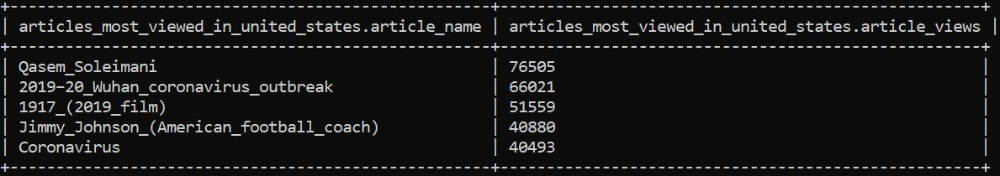 +------------------------------------------------+------------------------------------------------+
| articles_most_viewed_in_united_states.article_name | articles_most_viewed_in_united_states.article_views |
+------------------------------------------------+------------------------------------------------+
| Qasem_Soleimani | 76505 |
| 2019–20_Wuhan_coronavirus_outbreak | 66021 |
| 1917_(2019_film) | 51559 |
| Jimmy_Johnson_(American_football_coach) | 40880 |
| Coronavirus | 40493 |
+------------------------------------------------+------------------------------------------------+